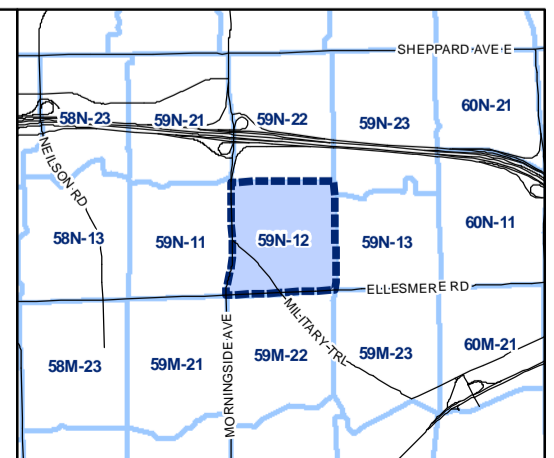 SHEPPARD AVE E
60N-21
58N-23
59N-21
59N-22
59N-23
NEILSON RD
58N-13
59N-11
59N-12
59N-13
60N-11
ELLESMERE RD
MORNINGSIDE AVE
MILITARY TRL
58M-23
59M-21
59M-22
59M-23
60M-21